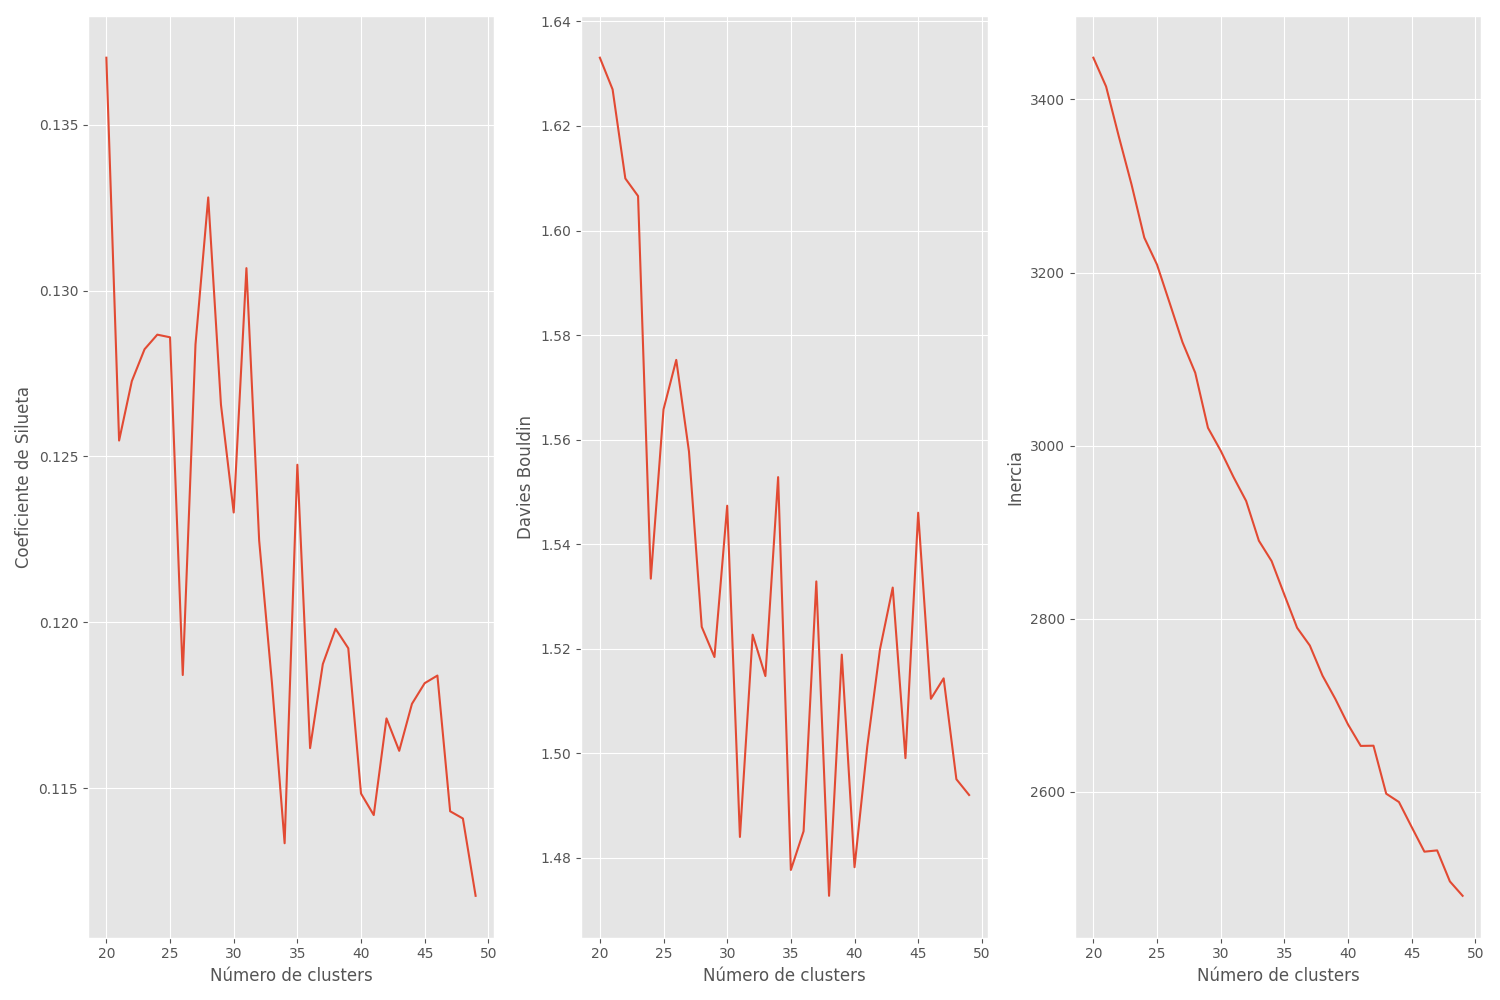 0.135
0.130
0.125
0.120
0.115
Coeficiente de Silueta
20 25 30 35 40 45 50
Número de clusters
1.64
1.62
1.60
1.58
1.56
1.54
1.52
1.50
1.48
Davies Bouldin
20 25 30 35 40 45 50
Número de clusters
3400
3200
3000
2800
2600
Inercia
20 25 30 35 40 45 50
Número de clusters